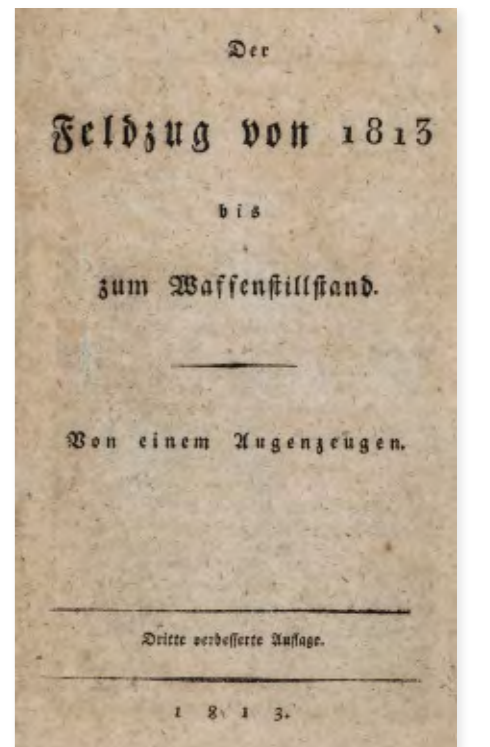 Der
Feldzug von 1813
bis
zum Waffenstillstand.
Von einem Augenzeugen.
Dritte verbesserte Auflage.
1813.